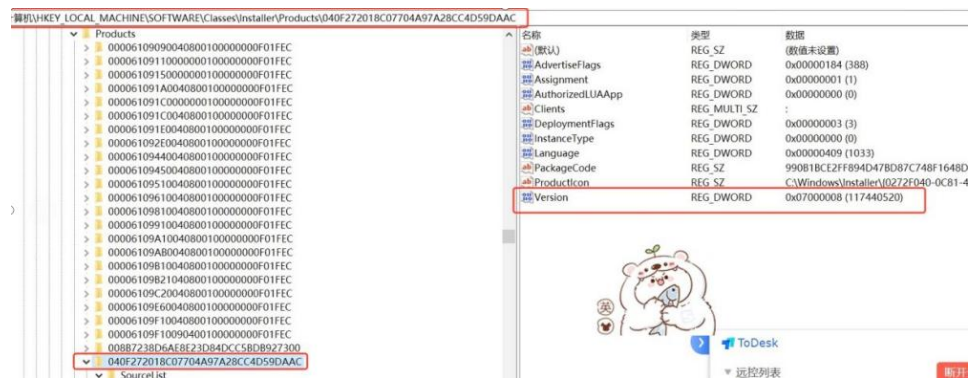 算机\HKEY_LOCAL_MACHINE\SOFTWARE\Classes\Installer\Products\040F272018C07704A97A28CC4D59DAAC
Products
00006109090040800100000000F01FEC
00006109110000000100000000F01FEC
00006109150000000100000000F01FEC
000061091A0040800100000000F01FEC
000061091C0000000100000000F01FEC
000061091C0040800100000000F01FEC
000061091E0040800100000000F01FEC
000061092E0040800100000000F01FEC
00006109440040800100000000F01FEC
00006109450040800100000000F01FEC
00006109510040800100000000F01FEC
00006109610040800100000000F01FEC
00006109810040800100000000F01FEC
00006109910040800100000000F01FEC
00006109A10040800100000000F01FEC
00006109AB0040800100000000F01FEC
00006109B10040800100000000F01FEC
00006109B21040800100000000F01FEC
00006109C20040800100000000F01FEC
00006109E60040800100000000F01FEC
00006109F10040800100000000F01FEC
00006109F10090400100000000F01FEC
008B7238D6AE8E23D84DCC5BDB927300
040F272018C07704A97A28CC4D59DAAC
SourceList
名称 类型 数据
(默认) REG_SZ (数值未设置)
AdvertiseFlags REG_DWORD 0x00000184 (388)
Assignment REG_DWORD 0x00000001 (1)
AuthorizedLUAApp REG_DWORD 0x00000000 (0)
Clients REG_MULTI_SZ :
DeploymentFlags REG_DWORD 0x00000003 (3)
InstanceType REG_DWORD 0x00000000 (0)
Language REG_DWORD 0x00000409 (1033)
PackageCode REG_SZ 990B1BCE2FF894D47BD87C748F1648D
ProductIcon REG_SZ C:\Windows\Installer\{0272F040-0C81-4
Version REG_DWORD 0x07000008 (117440520)
英
ToDesk
远控列表
断开